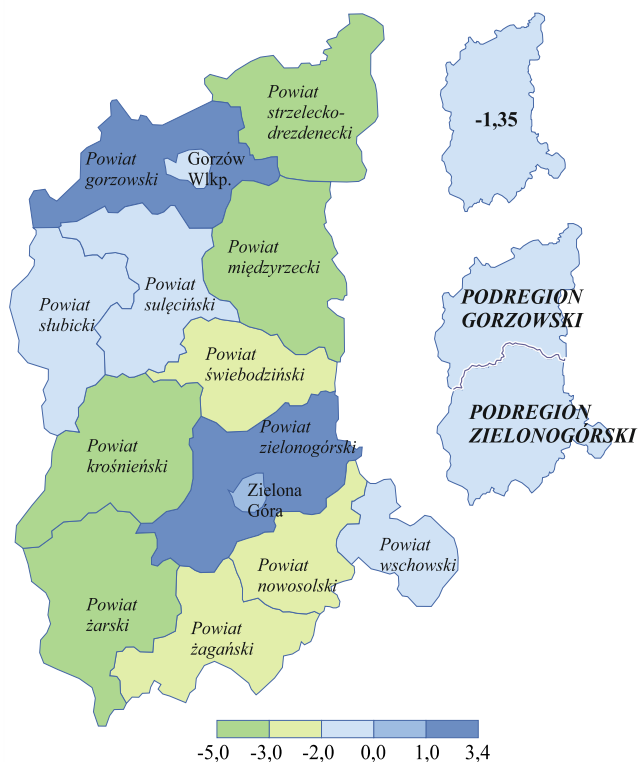 Powiat
strzelecko-
drezdenecki
-1,35
Powiat
gorzowski
Gorzów
Wlkp.
Powiat
międzyrzecki
Powiat
sulęciński
Powiat
słubicki
PODREGION
GORZOWSKI
Powiat
świebodziński
PODREGION
ZIELONOGÓRSKI
Powiat
zielonogórski
Powiat
krośnieński
Zielona
Góra
Powiat
wschowski
Powiat
nowosolski
Powiat
żarski
Powiat
żagański
-5,0 -3,0 -2,0 0,0 1,0 3,4